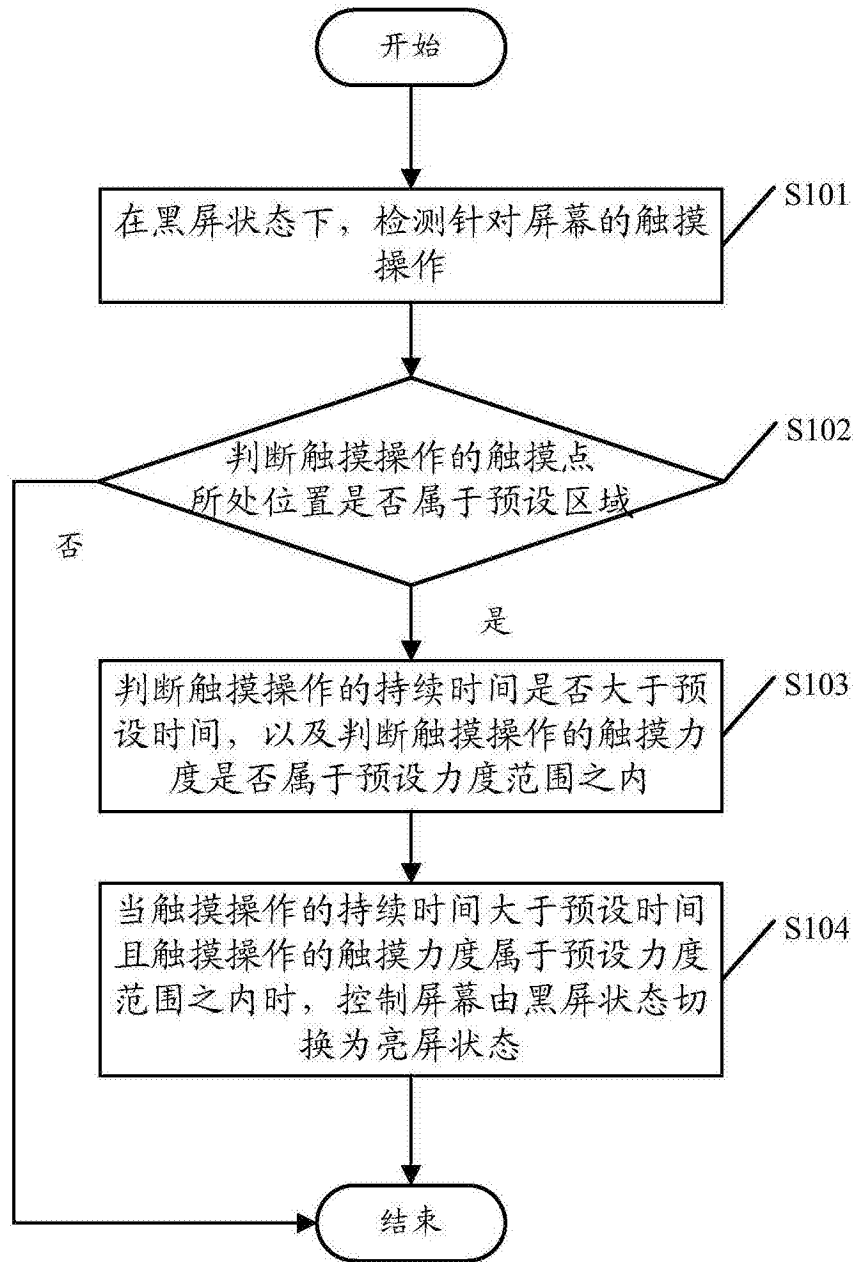 开始
在黑屏状态下，检测针对屏幕的触摸
操作
S101
判断触摸操作的触摸点
所处位置是否属于预设区域
S102
否
是
判断触摸操作的持续时间是否大于预
设时间，以及判断触摸操作的触摸力
度是否属于预设力度范围之内
S103
当触摸操作的持续时间大于预设时间
且触摸操作的触摸力度属于预设力度
范围之内时，控制屏幕由黑屏状态切
换为亮屏状态
S104
结束